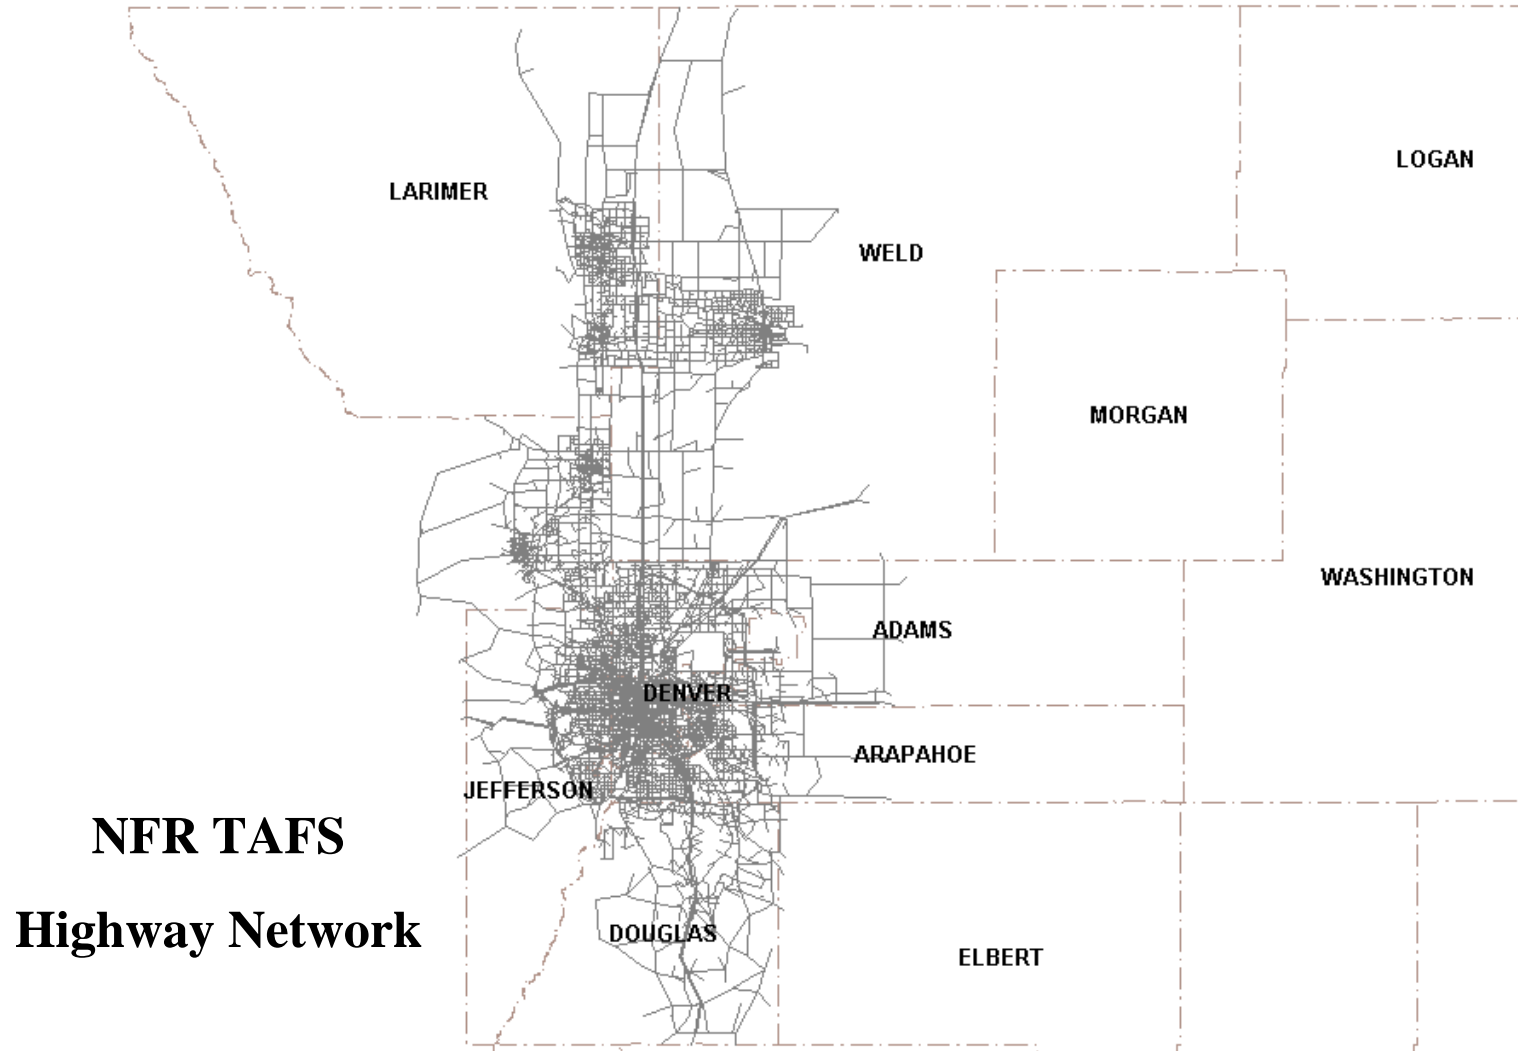 LOGAN
LARIMER
WELD
MORGAN
WASHINGTON
ADAMS
DENVER
ARAPAHOE
JEFFERSON
NFR TAFS
Highway Network
DOUGLAS
ELBERT